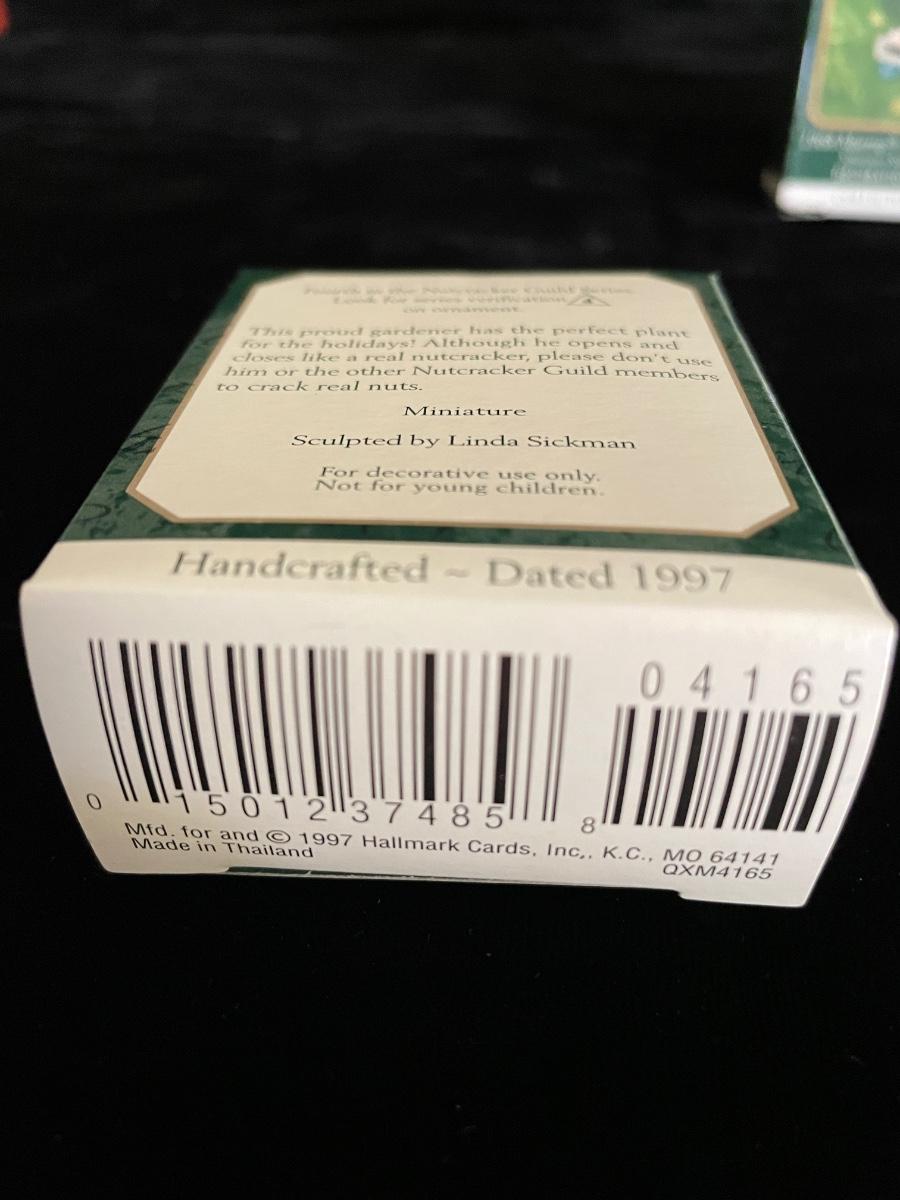 Fourth in the Nutcracker Guild Series.
Look for series verification 4
on ornament.
This proud gardener has the perfect plant
for the holidays! Although he opens and
closes like a real nutcracker, please don't use
him or the other Nutcracker Guild members
to crack real nuts.
Miniature
Sculpted by Linda Sickman
For decorative use only.
Not for young children.
Handcrafted ~ Dated 1997
04165
0 15012 37485 8
Mfd. for and © 1997 Hallmark Cards, Inc., K.C., MO 64141
Made in Thailand QXM4165